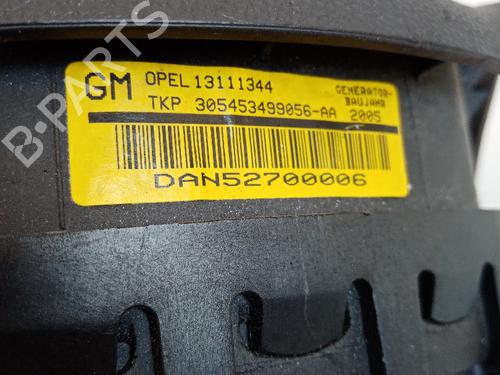 GM OPEL 13111344 GENERATOR-
TKP 305453499056-AA BAUJAHR 2005
DAN52700006
B-Parts